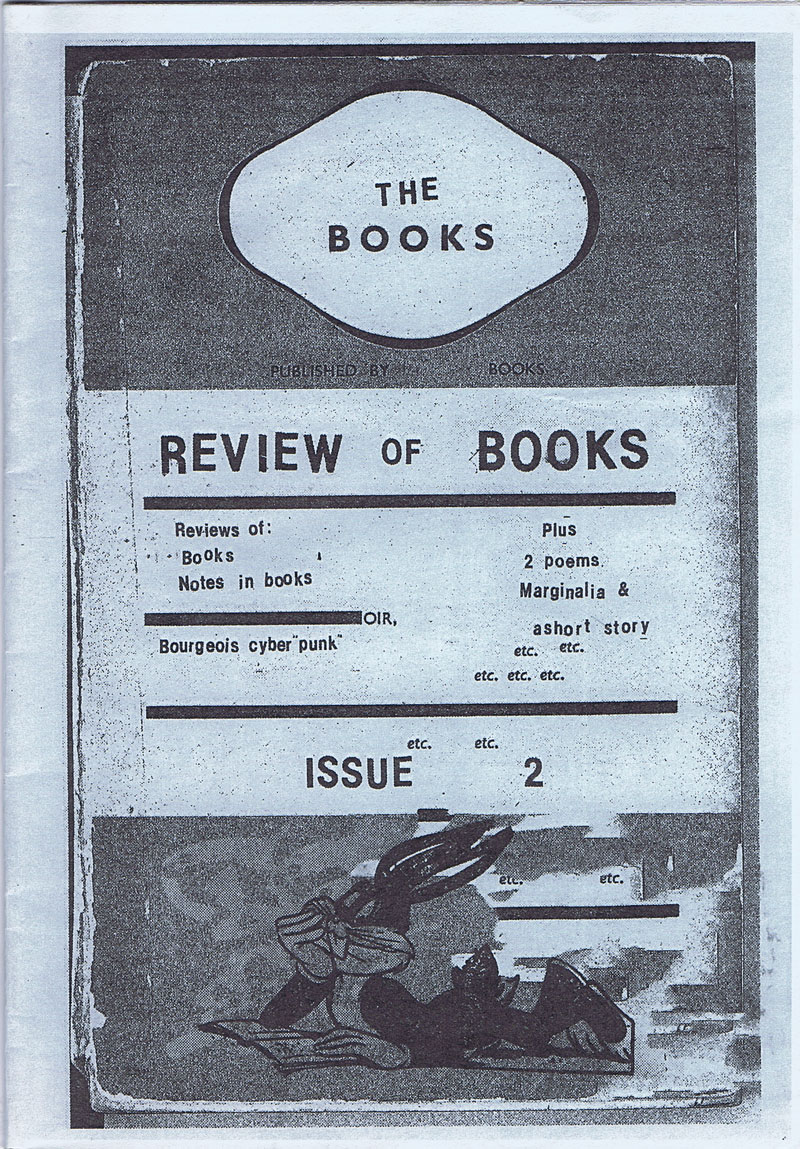 THE
BOOKS
PUBLISHED BY BOOKS
REVIEW OF BOOKS
Reviews of:
Books
Notes in books
OIR,
Bourgeois cyber"punk"
Plus
2 poems.
Marginalia &
ashort story
etc. etc.
etc. etc. etc.
etc. etc.
ISSUE 2
etc. etc.